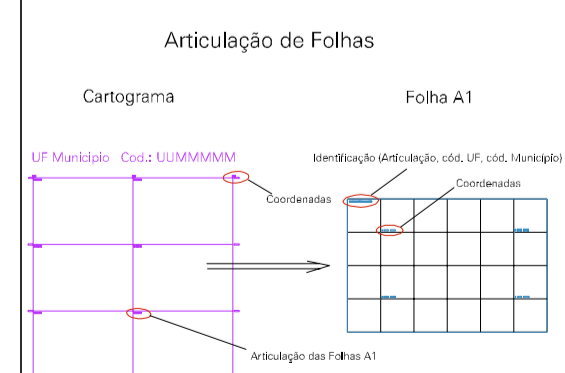 Articulação de Folhas
Cartograma
Folha A1
UF Municipio Cod.: UUMMMMM
Identificação (Articulação, cód. UF, cód. Município)
Coordenadas
Coordenadas
Articulação das Folhas A1